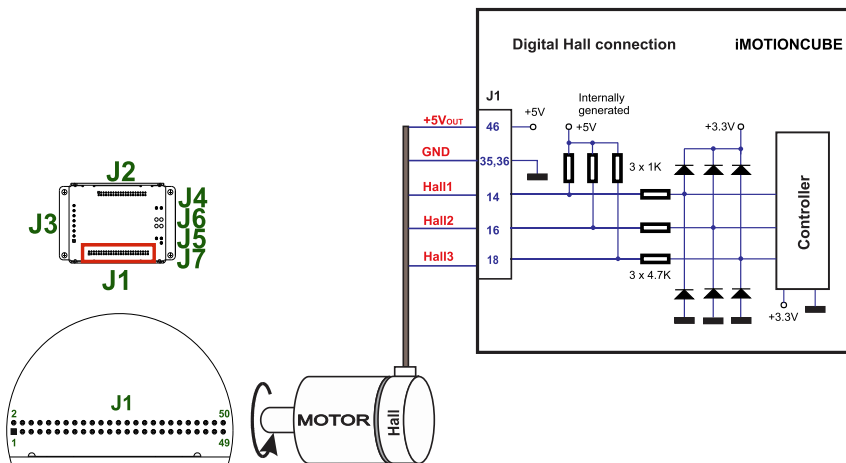 Digital Hall connection
iMOTIONCUBE
J1
Internally
generated
+5VOUT
46
+5V
+5V
+3.3V
GND
35,36
3 x 1K
Hall1
14
Hall2
16
Hall3
18
3 x 4.7K
Controller
+3.3V
J2
J4
J3
J6
J5
J7
J1
J1
2
50
1
49
MOTOR
Hall